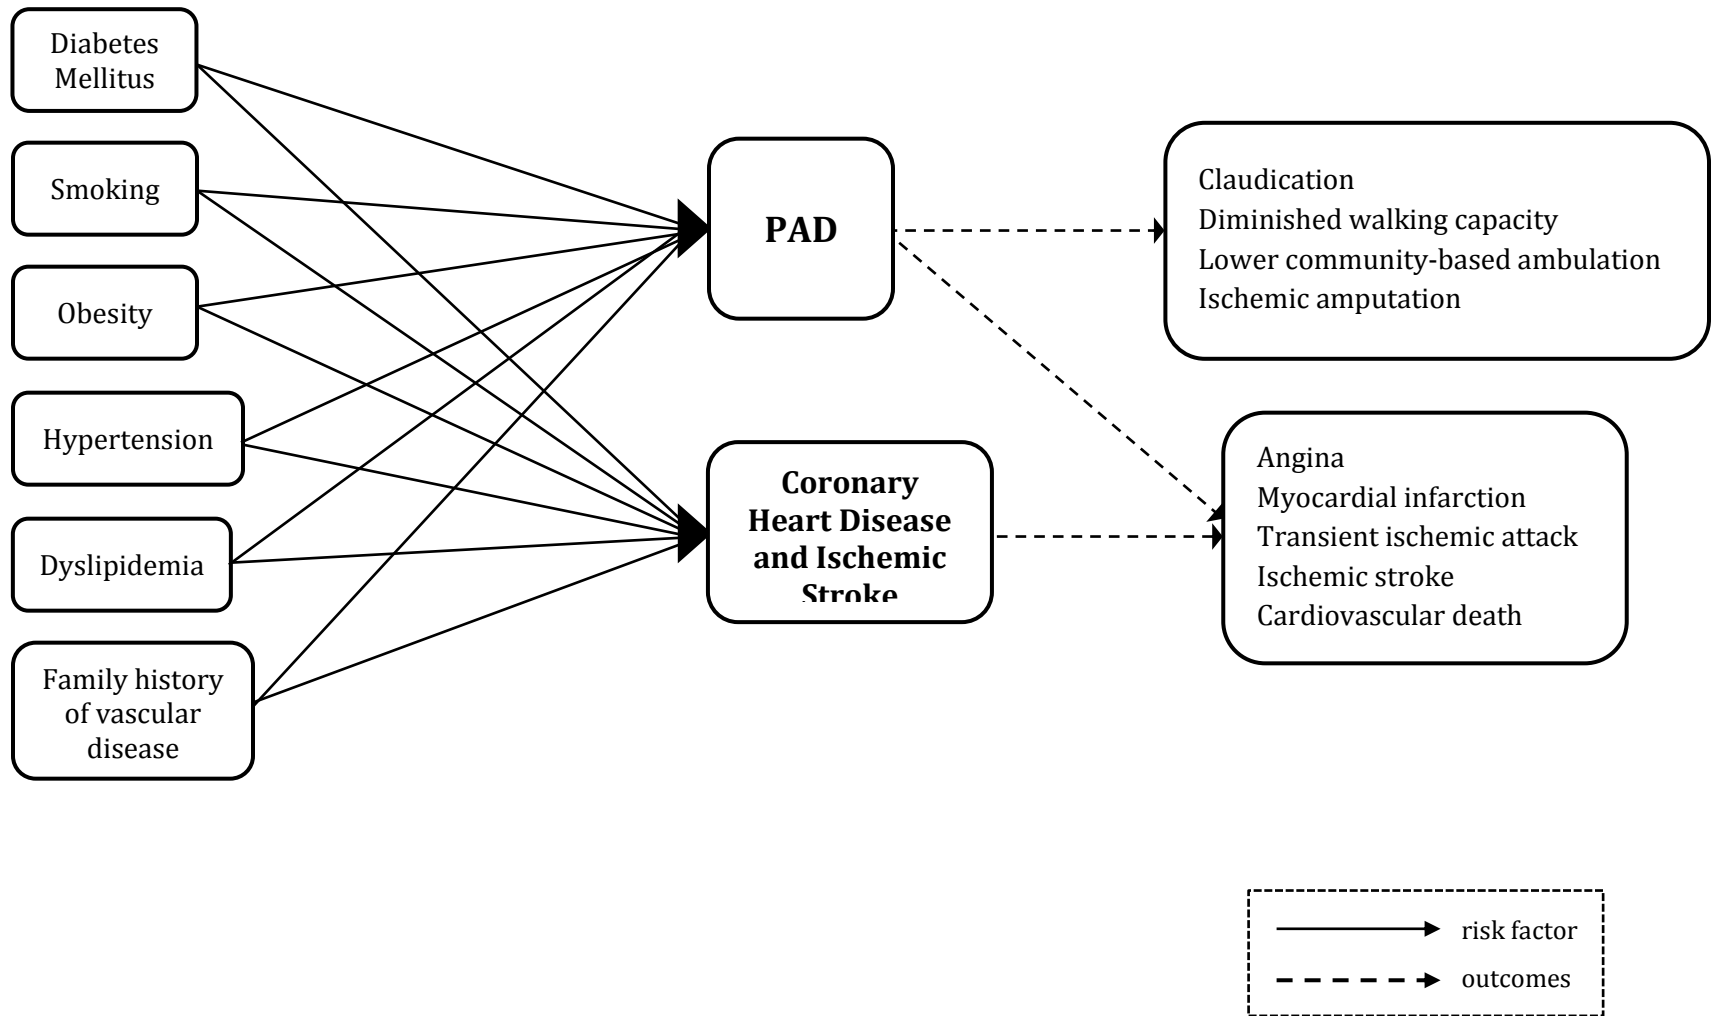 Diabetes
Mellitus
Smoking
Obesity
Hypertension
Dyslipidemia
Family history
of vascular
disease
PAD
Coronary
Heart Disease
and Ischemic
Stroke
Claudication
Diminished walking capacity
Lower community-based ambulation
Ischemic amputation
Angina
Myocardial infarction
Transient ischemic attack
Ischemic stroke
Cardiovascular death
risk factor
outcomes